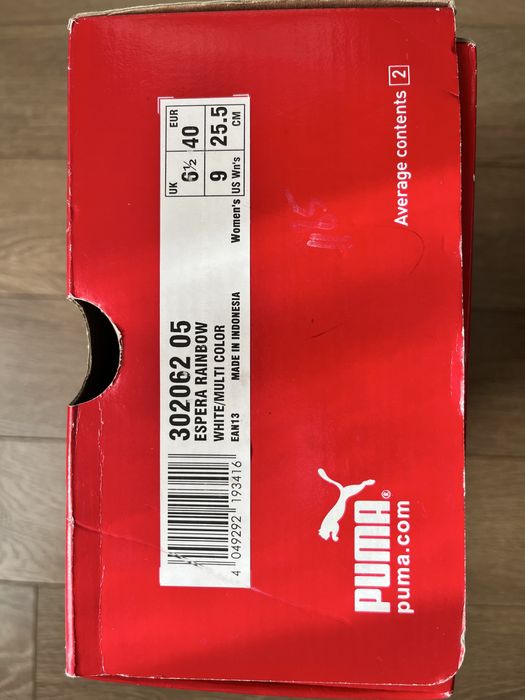 302062 05
ESPERA RAINBOW
WHITE/MULTI COLOR
EAN13 MADE IN INDONESIA Women's
UK EUR
6½ 40
9 25.5
US Wn's CM
4 049292 193416
Average contents 2
PUMA®
puma.com